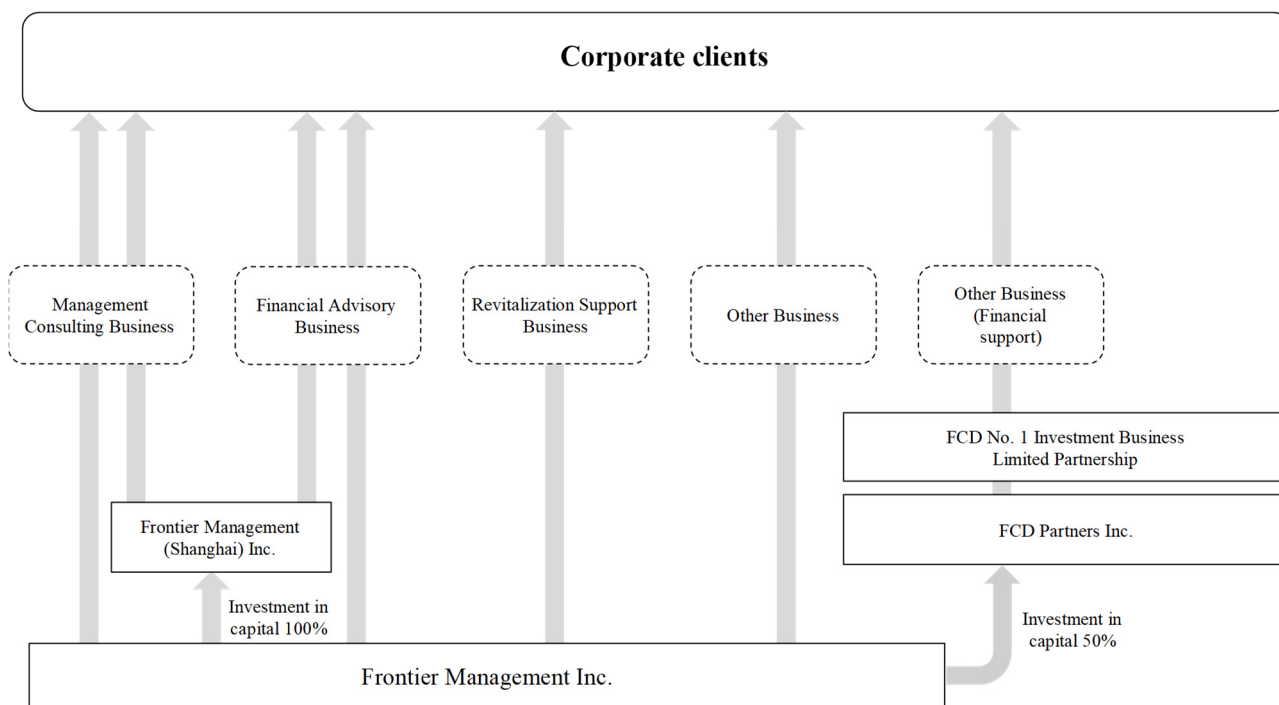 Corporate clients
Management
Consulting Business
Financial Advisory
Business
Revitalization Support
Business
Other Business
Other Business
(Financial
support)
FCD No. 1 Investment Business
Limited Partnership
Frontier Management
(Shanghai) Inc.
FCD Partners Inc.
Investment in
capital 100%
Investment in
capital 50%
Frontier Management Inc.